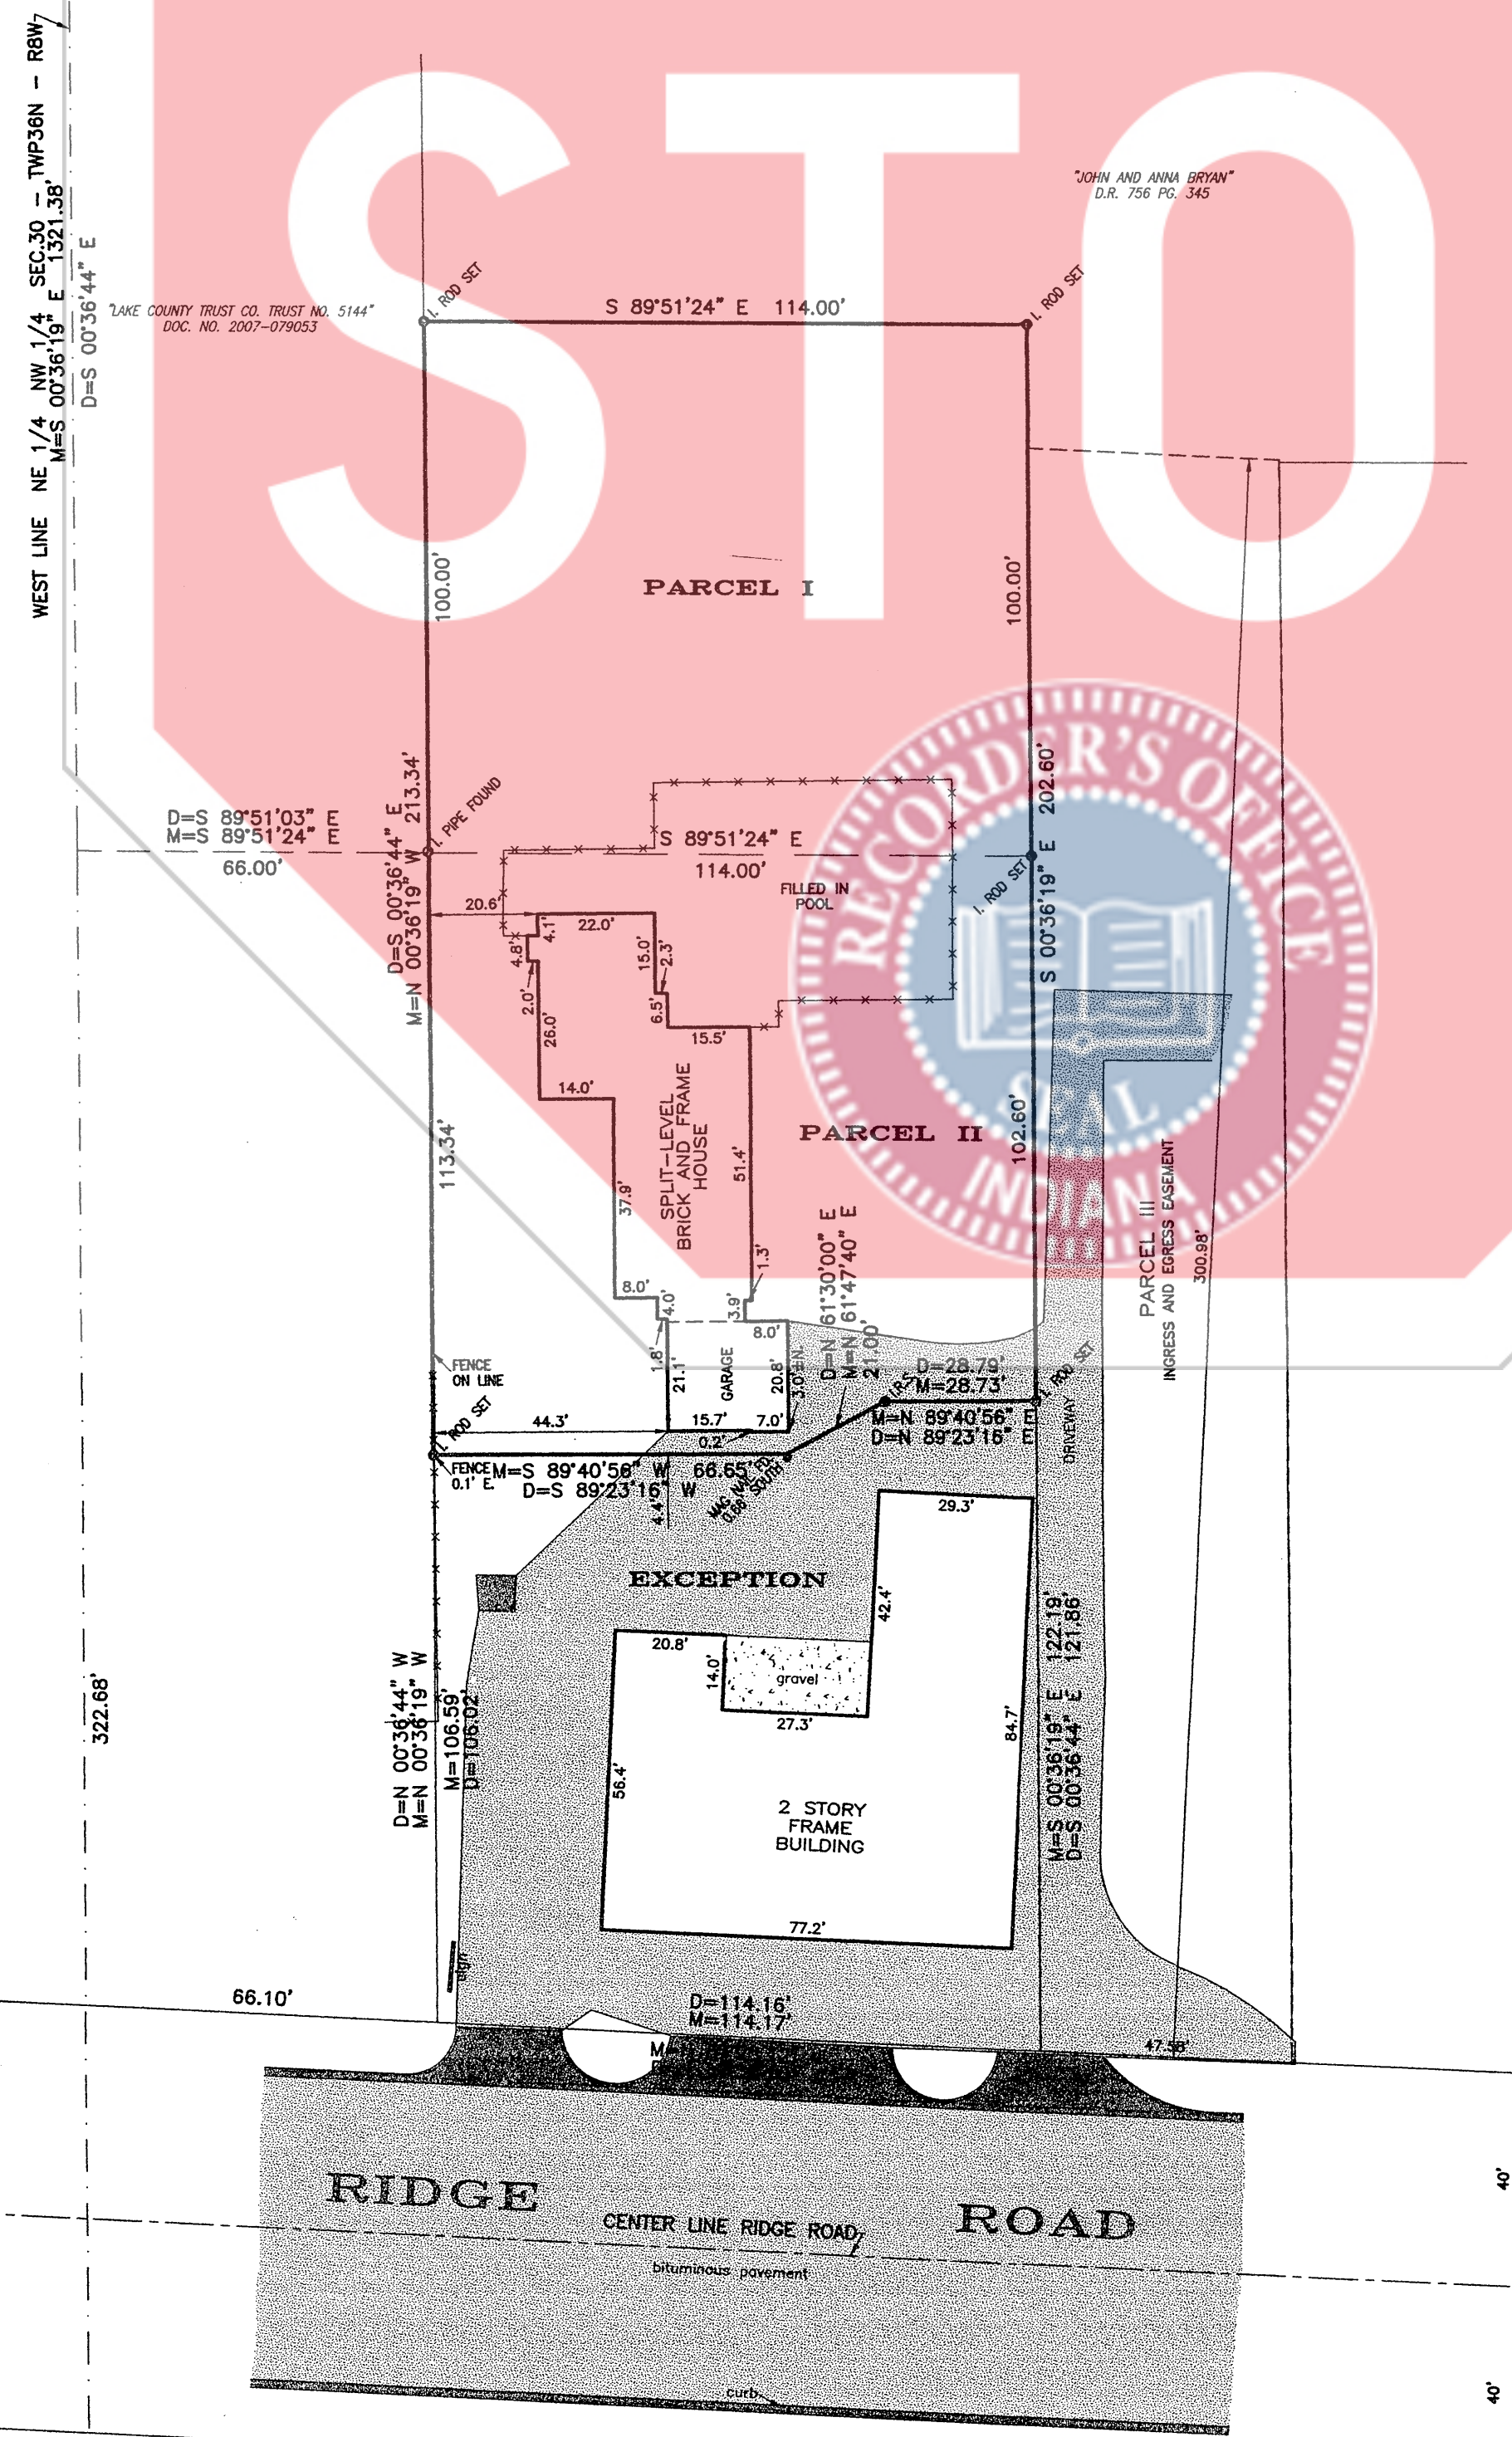 STO
WEST LINE NE 1/4 NW 1/4 SEC.30 - TWP36N - R8W
M=S 00°36'19" E 1321.38'
D=S 00°36'44" E
"JOHN AND ANNA BRYAN"
D.R. 756 PG. 345
"LAKE COUNTY TRUST CO. TRUST NO. 5144"
DOC. NO. 2007-079053
I. ROD SET
S 89°51'24" E 114.00'
I. ROD SET
100.00'
PARCEL I
100.00'
RECORDER'S OFFICE
SEAL
INDIANA
D=S 00°36'44" E
M=N 00°36'19" W 213.34'
I. PIPE FOUND
S 00°36'19" E 202.60'
D=S 89°51'03" E
M=S 89°51'24" E
66.00'
S 89°51'24" E
114.00'
FILLED IN
POOL
I. ROD SET
20.6'
4.1'
22.0'
4.8'
15.0'
2.3'
2.0'
26.0'
6.5'
15.5'
14.0'
SPLIT-LEVEL
BRICK AND FRAME
HOUSE
PARCEL II
102.60'
113.34'
37.9'
51.4'
PARCEL III
INGRESS AND EGRESS EASEMENT
300.98'
1.3'
8.0'
4.0'
3.9'
8.0'
D=N 61°30'00" E
M=N 61°47'40" E
21.00'
FENCE
ON LINE
1.8'
21.1'
GARAGE
20.8'
3.0'
D=28.79'
M=28.73'
I.R.S.
I. ROD SET
M=N 89°40'56" E
D=N 89°23'16" E
DRIVEWAY
I. ROD SET
44.3'
15.7'
7.0'
0.2'
FENCE
0.1' E.
M=S 89°40'56" W 66.65'
D=S 89°23'16" W
4.4'
MAG NAIL FD.
SOUTH
29.3'
EXCEPTION
42.4'
20.8'
14.0'
gravel
27.3'
84.7'
56.4'
2 STORY
FRAME
BUILDING
77.2'
M=S 00°36'19" E 122.19'
D=S 00°36'44" E 121.86'
D=N 00°36'44" W
M=N 00°36'19" W
M=106.59'
D=106.02'
322.68'
sign
66.10'
D=114.16'
M=114.17'
RIDGE ROAD
CENTER LINE RIDGE ROAD
bituminous pavement
curb
40'
40'